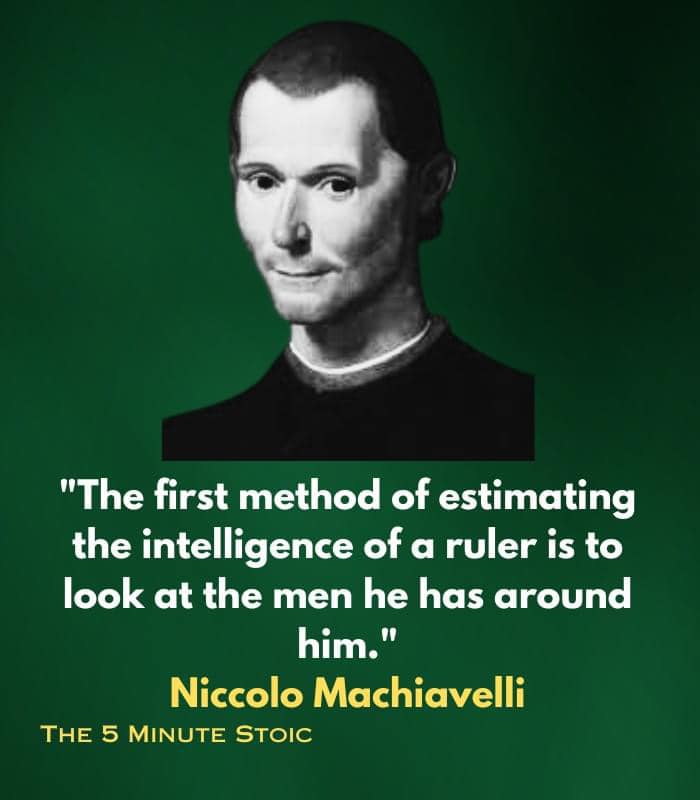 "The first method of estimating
the intelligence of a ruler is to
look at the men he has around
him."
Niccolo Machiavelli
The 5 Minute Stoic